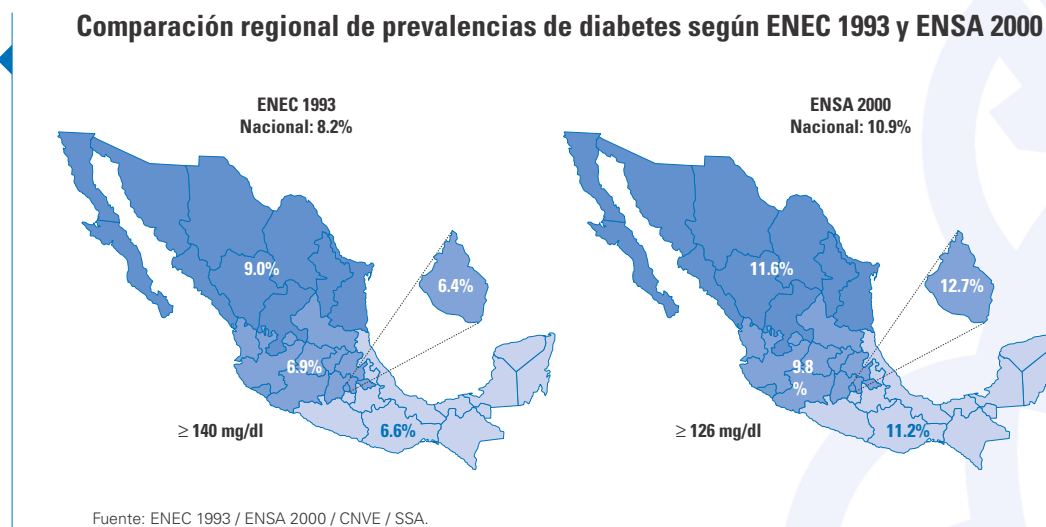 Comparación regional de prevalencias de diabetes según ENEC 1993 y ENSA 2000
ENEC 1993
Nacional: 8.2%
9.0%
6.4%
6.9%
6.6%
≥ 140 mg/dl
ENSA 2000
Nacional: 10.9%
11.6%
12.7%
9.8
%
11.2%
≥ 126 mg/dl
Fuente: ENEC 1993 / ENSA 2000 / CNVE / SSA.